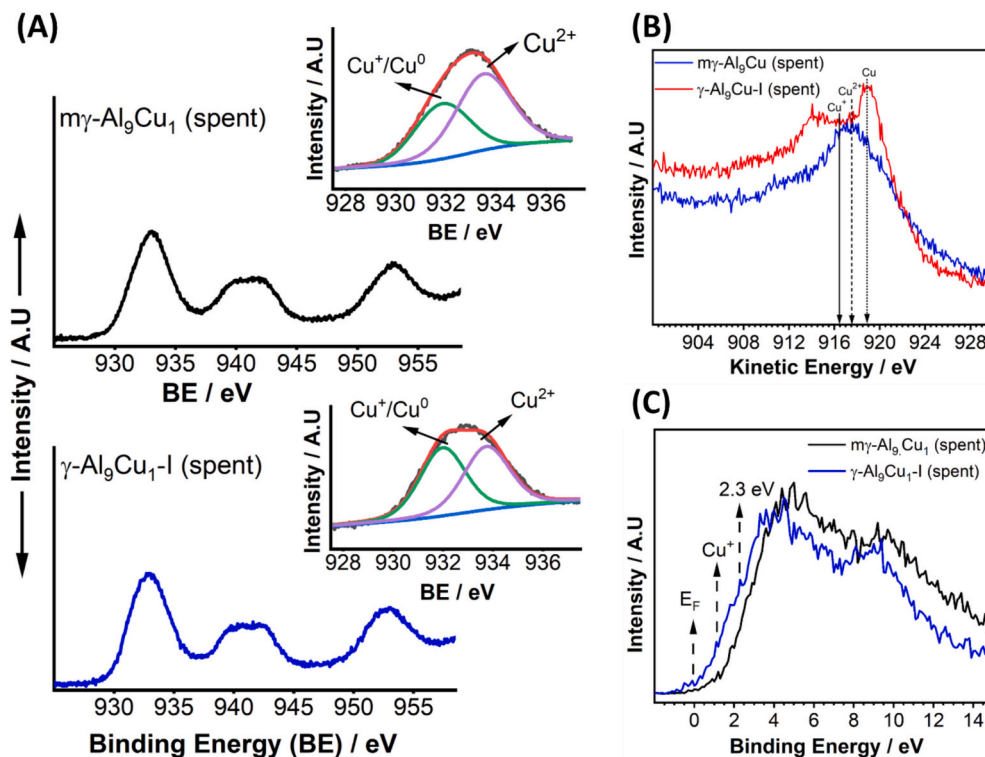 (A)
Intensity / A.U
mγ-Al₉Cu₁ (spent)
930 935 940 945 950 955
BE / eV
Intensity / A.U
Cu⁺/Cu⁰
Cu²⁺
928 930 932 934 936
BE / eV
γ-Al₉Cu₁-I (spent)
930 935 940 945 950 955
Binding Energy (BE) / eV
Intensity / A.U
Cu⁺/Cu⁰
Cu²⁺
928 930 932 934 936
BE / eV
(B)
Intensity / A.U
mγ-Al₉Cu (spent)
γ-Al₉Cu-I (spent)
Cu⁺
Cu²⁺
Cu
904 908 912 916 920 924 928
Kinetic Energy / eV
(C)
Intensity / A.U
mγ-Al₉Cu₁ (spent)
γ-Al₉Cu₁-I (spent)
2.3 eV
Cu⁺
E_F
0 2 4 6 8 10 12 14
Binding Energy / eV